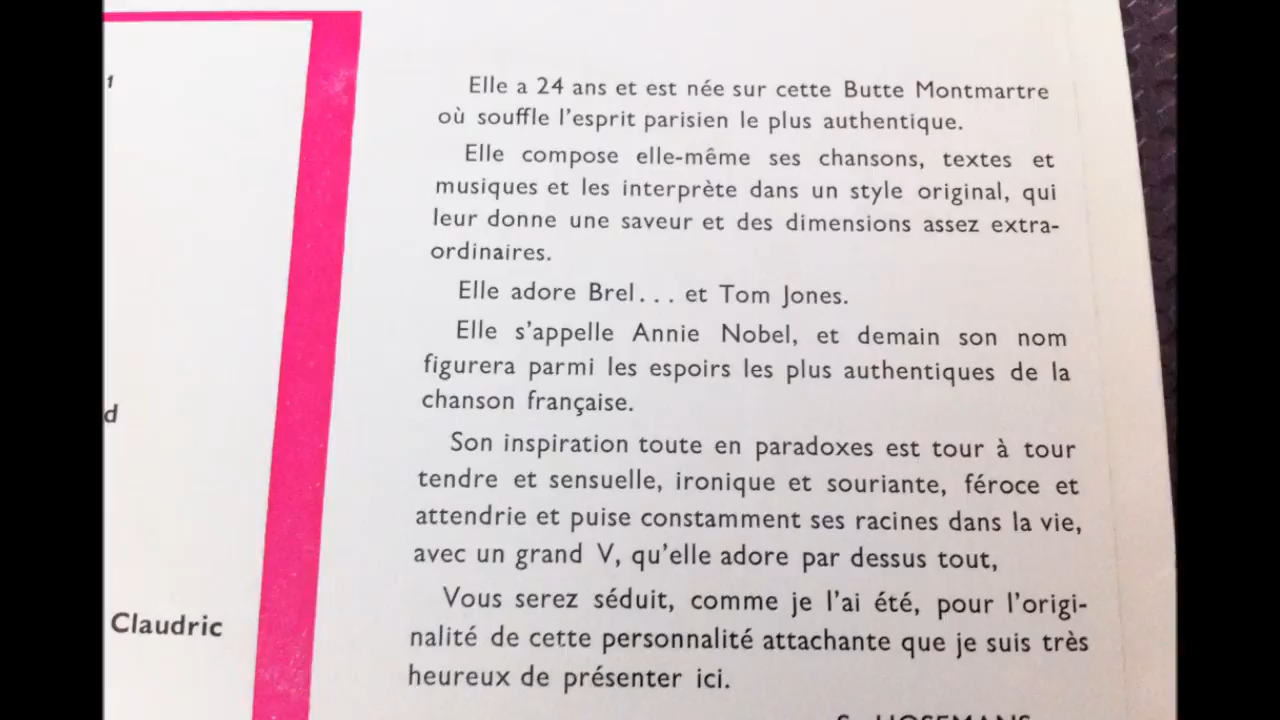 1
d
Claudric
Elle a 24 ans et est née sur cette Butte Montmartre
où souffle l'esprit parisien le plus authentique.
Elle compose elle-même ses chansons, textes et
musiques et les interprète dans un style original, qui
leur donne une saveur et des dimensions assez extra-
ordinaires.
Elle adore Brel... et Tom Jones.
Elle s'appelle Annie Nobel, et demain son nom
figurera parmi les espoirs les plus authentiques de la
chanson française.
Son inspiration toute en paradoxes est tour à tour
tendre et sensuelle, ironique et souriante, féroce et
attendrie et puise constamment ses racines dans la vie,
avec un grand V, qu'elle adore par dessus tout,
Vous serez séduit, comme je l'ai été, pour l'origi-
nalité de cette personnalité attachante que je suis très
heureux de présenter ici.